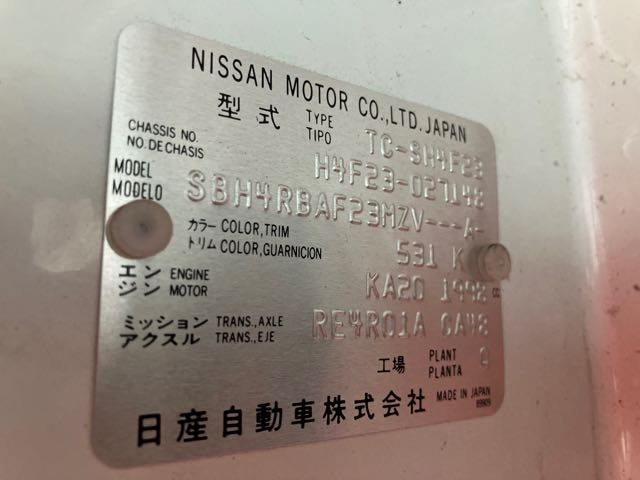 NISSAN MOTOR CO.,LTD. JAPAN
型式 TYPE TIPO TC-SH4F23
CHASSIS NO. NO. DE CHASIS H4F23-027148
MODEL MODELO SBH4RBAF23MZV---A-
カラー COLOR, TRIM
トリム COLOR, GUARNICION 531 K
エンジン ENGINE MOTOR KA20 1998 CC
ミッション TRANS., AXLE
アクスル TRANS., EJE RE4R01A CA48
工場 PLANT PLANTA
日産自動車株式会社 MADE IN JAPAN